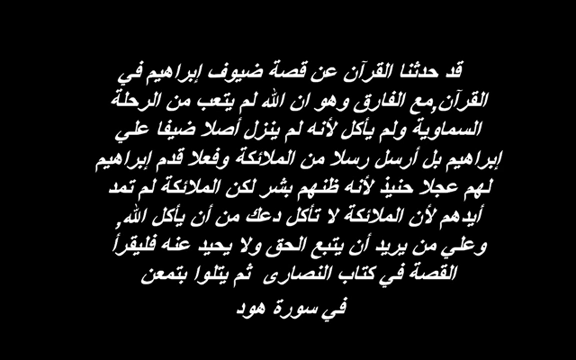 قد حدثنا القرآن عن قصة ضيوف إبراهيم في
القرآن,مع الفارق وهو ان الله لم يتعب من الرحلة
السماوية ولم يأكل لأنه لم ينزل أصلا ضيفا علي
إبراهيم بل أرسل رسلا من الملائكة وفعلا قدم إبراهيم
لهم عجلا حنيذ لأنه ظنهم بشر لكن الملائكة لم تمد
أيدهم لأن الملائكة لا تأكل دعك من أن يأكل الله,
وعلي من يريد أن يتبع الحق ولا يحيد عنه فليقرأ
القصة في كتاب النصارى ثم يتلوا بتمعن
في سورة هود